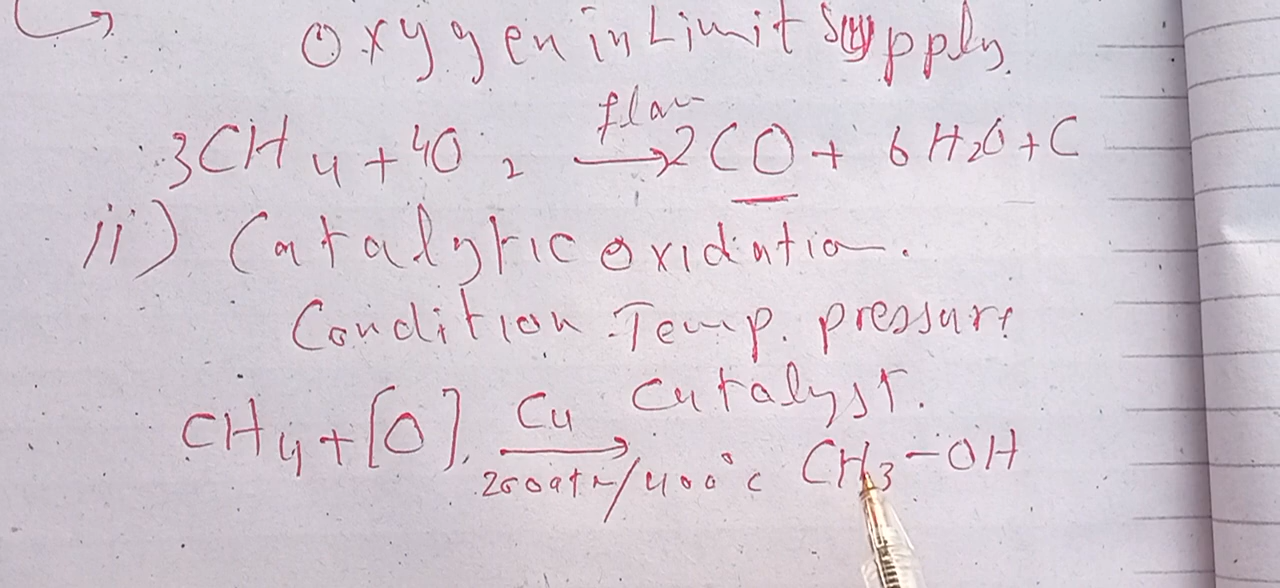 Oxygen in Limit Supply.
flam
3CH4 + 4O2 → 2CO + 6H2O + C
ii) Catalytic oxidation.
Condition Temp. pressure
Catalyst.
CH4 + [O] Cu → 200atm/400°c CH3-OH